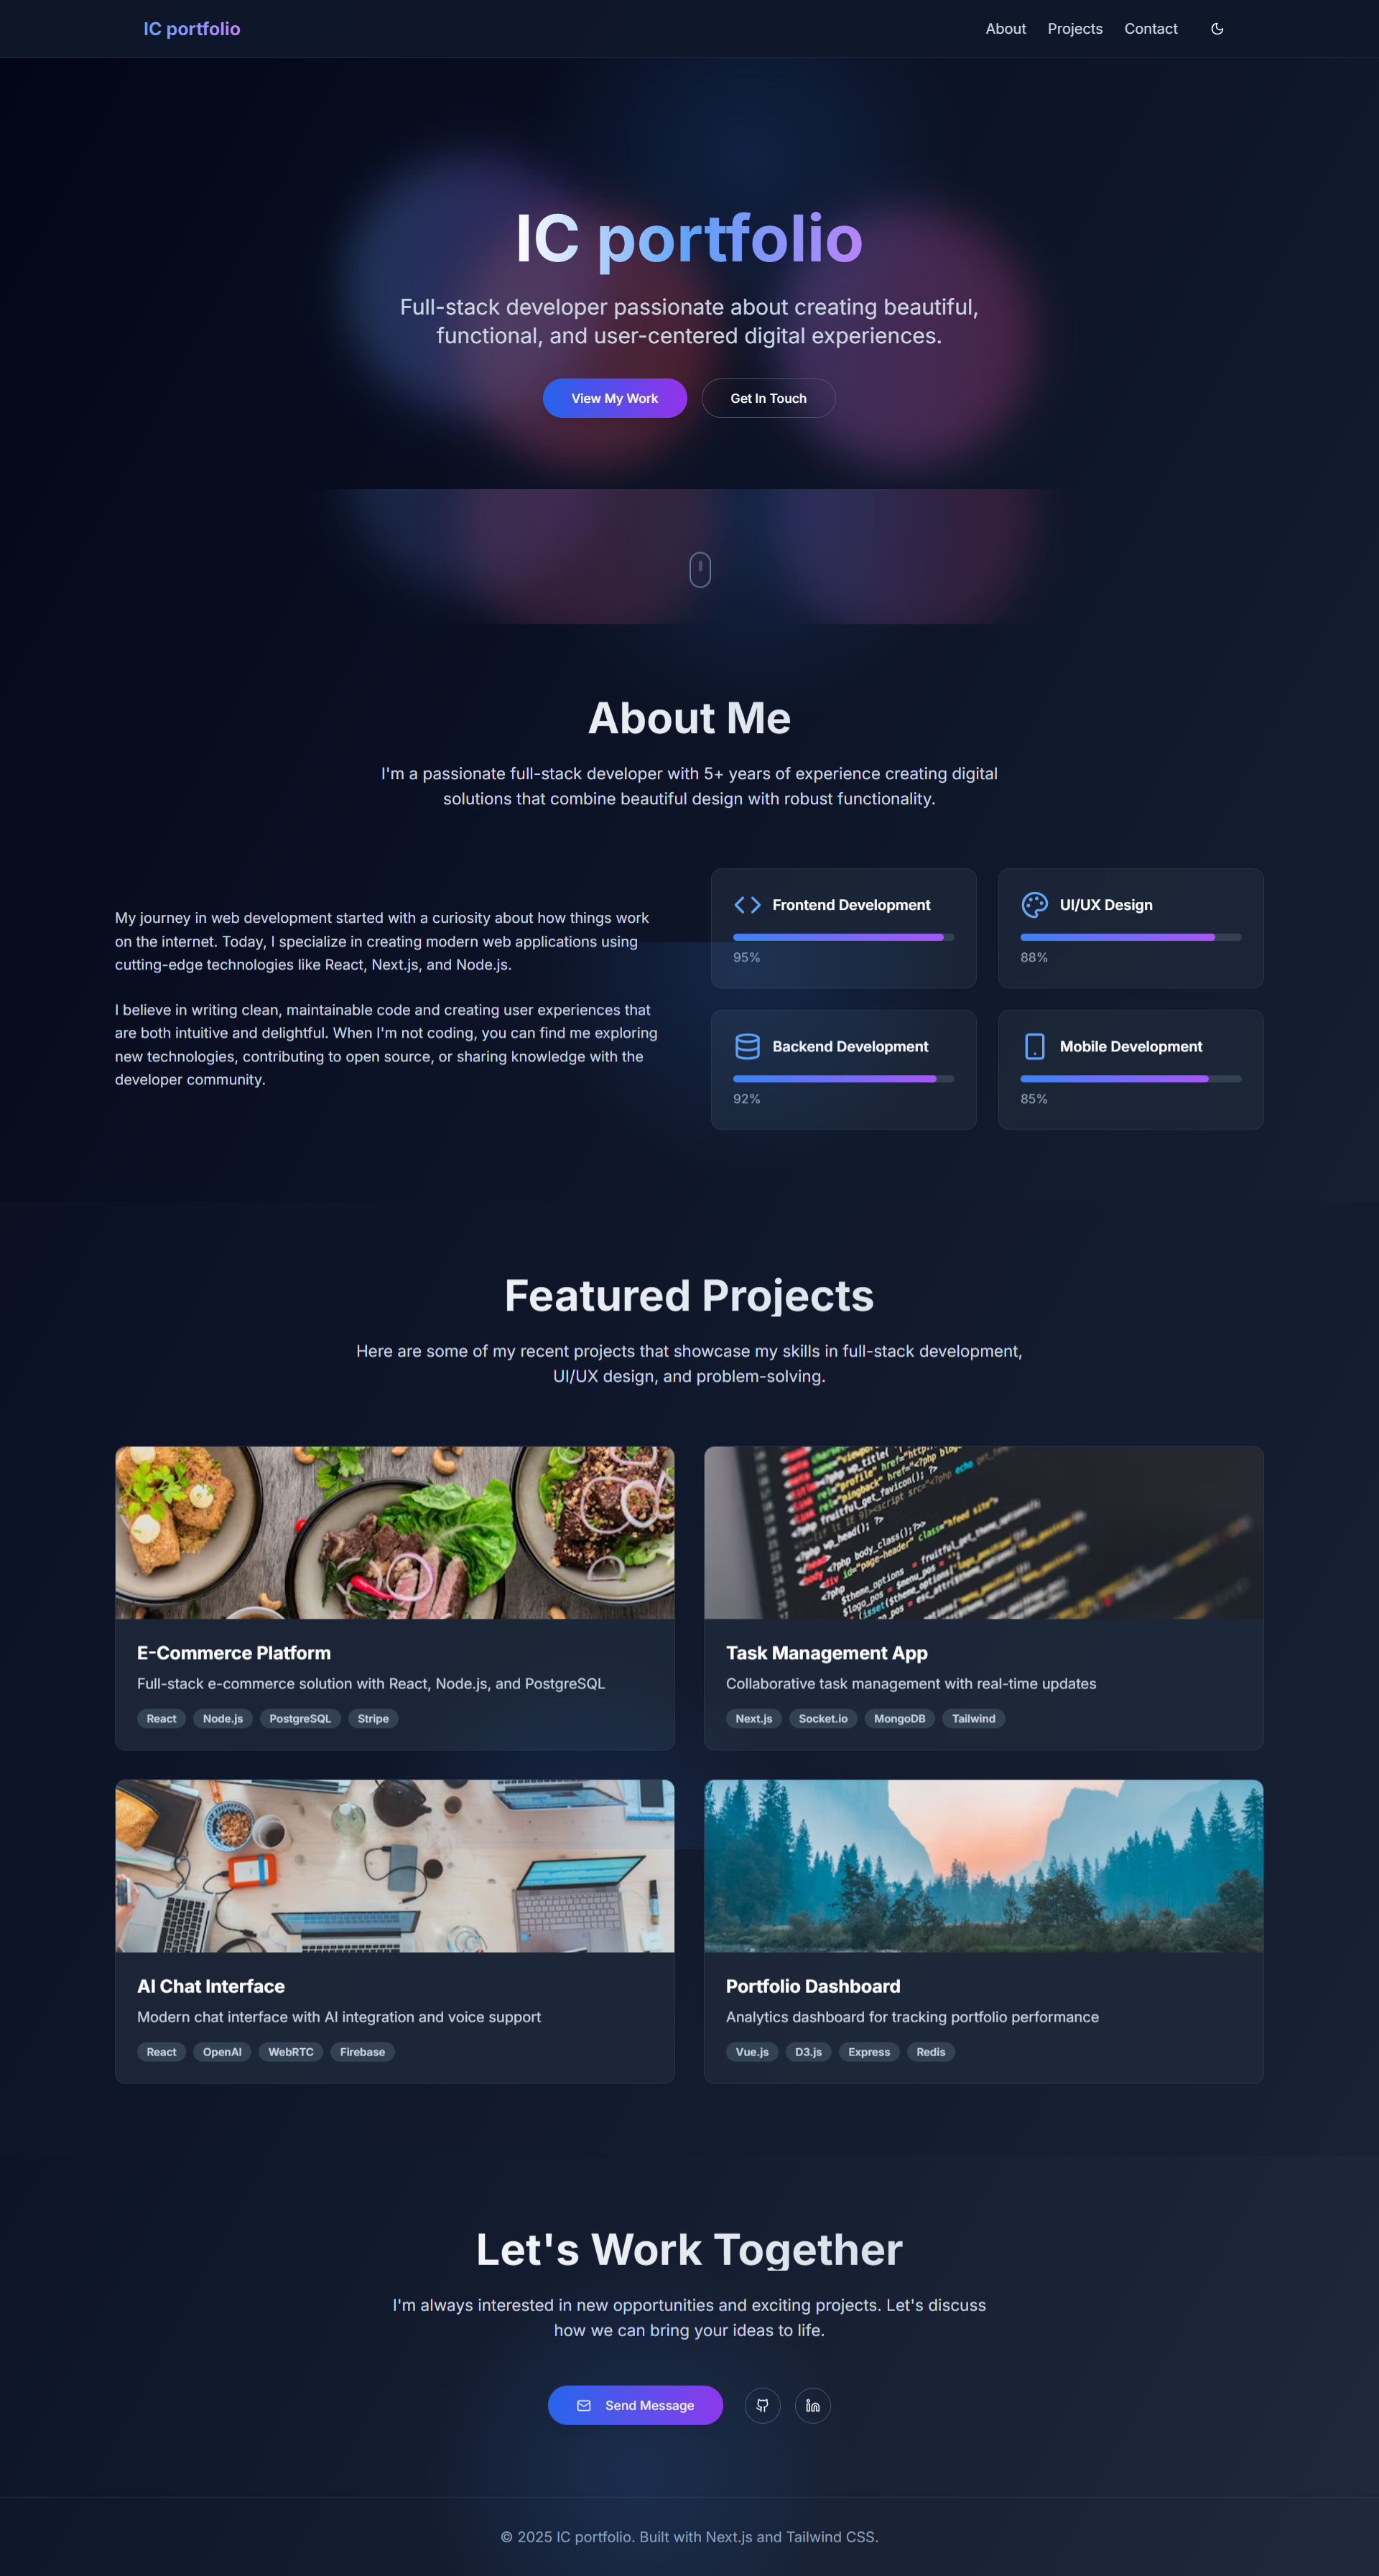 IC portfolio
About Projects Contact
IC portfolio
Full-stack developer passionate about creating beautiful,
functional, and user-centered digital experiences.
View My Work Get In Touch
About Me
I'm a passionate full-stack developer with 5+ years of experience creating digital
solutions that combine beautiful design with robust functionality.
My journey in web development started with a curiosity about how things work
on the internet. Today, I specialize in creating modern web applications using
cutting-edge technologies like React, Next.js, and Node.js.
I believe in writing clean, maintainable code and creating user experiences that
are both intuitive and delightful. When I'm not coding, you can find me exploring
new technologies, contributing to open source, or sharing knowledge with the
developer community.
Frontend Development
95%
UI/UX Design
88%
Backend Development
92%
Mobile Development
85%
Featured Projects
Here are some of my recent projects that showcase my skills in full-stack development,
UI/UX design, and problem-solving.
E-Commerce Platform
Full-stack e-commerce solution with React, Node.js, and PostgreSQL
React Node.js PostgreSQL Stripe
Task Management App
Collaborative task management with real-time updates
Next.js Socket.io MongoDB Tailwind
AI Chat Interface
Modern chat interface with AI integration and voice support
React OpenAI WebRTC Firebase
Portfolio Dashboard
Analytics dashboard for tracking portfolio performance
Vue.js D3.js Express Redis
Let's Work Together
I'm always interested in new opportunities and exciting projects. Let's discuss
how we can bring your ideas to life.
Send Message
© 2025 IC portfolio. Built with Next.js and Tailwind CSS.